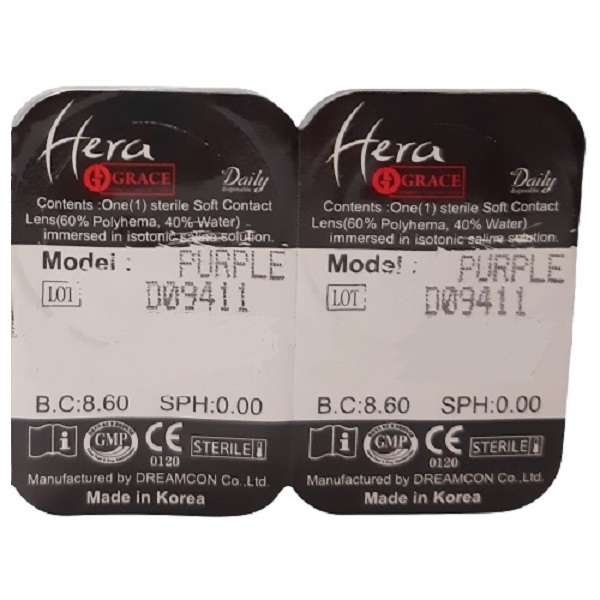 Hera
GRACE
Daily
Contents :One(1) sterile Soft Contact
Lens(60% Polyhema, 40% Water)
immersed in isotonic saline solution.
Model : PURPLE
LOT D09411
B.C:8.60 SPH:0.00
GMP CE 0120 STERILE
Manufactured by DREAMCON Co.,Ltd.
Made in Korea
Hera
GRACE
Daily
Contents :One(1) sterile Soft Contact
Lens(60% Polyhema, 40% Water)
immersed in isotonic saline solution.
Model : PURPLE
LOT D09411
B.C:8.60 SPH:0.00
GMP CE 0120 STERILE
Manufactured by DREAMCON Co.,Ltd.
Made in Korea